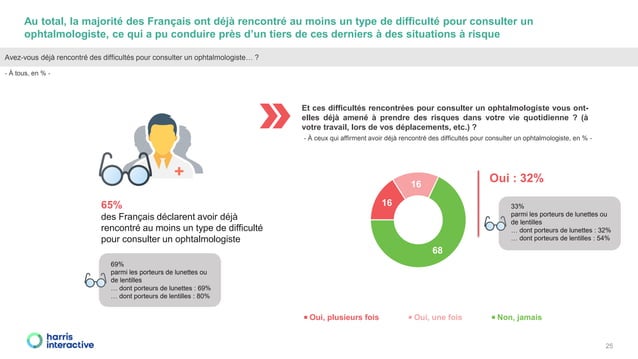 Au total, la majorité des Français ont déjà rencontré au moins un type de difficulté pour consulter un
ophtalmologiste, ce qui a pu conduire près d’un tiers de ces derniers à des situations à risque
Avez-vous déjà rencontré des difficultés pour consulter un ophtalmologiste… ?
- À tous, en % -
Et ces difficultés rencontrées pour consulter un ophtalmologiste vous ont-
elles déjà amené à prendre des risques dans votre vie quotidienne ? (à
votre travail, lors de vos déplacements, etc.) ?
- À ceux qui affirment avoir déjà rencontré des difficultés pour consulter un ophtalmologiste, en % -
65%
des Français déclarent avoir déjà
rencontré au moins un type de difficulté
pour consulter un ophtalmologiste
69%
parmi les porteurs de lunettes ou
de lentilles
… dont porteurs de lunettes : 69%
… dont porteurs de lentilles : 80%
16
16
68
Oui : 32%
33%
parmi les porteurs de lunettes ou
de lentilles
… dont porteurs de lunettes : 32%
… dont porteurs de lentilles : 54%
Oui, plusieurs fois
Oui, une fois
Non, jamais
harris
interactive
25